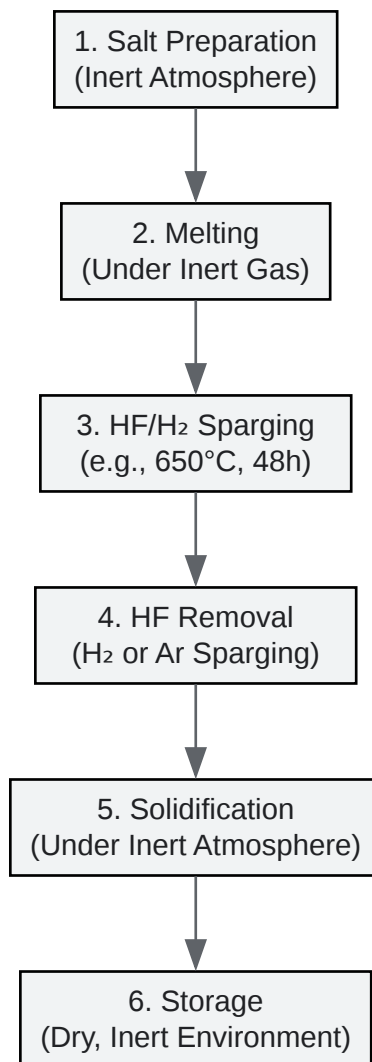 1. Salt Preparation
(Inert Atmosphere)
2. Melting
(Under Inert Gas)
3. HF/H₂ Sparging
(e.g., 650°C, 48h)
4. HF Removal
(H₂ or Ar Sparging)
5. Solidification
(Under Inert Atmosphere)
6. Storage
(Dry, Inert Environment)